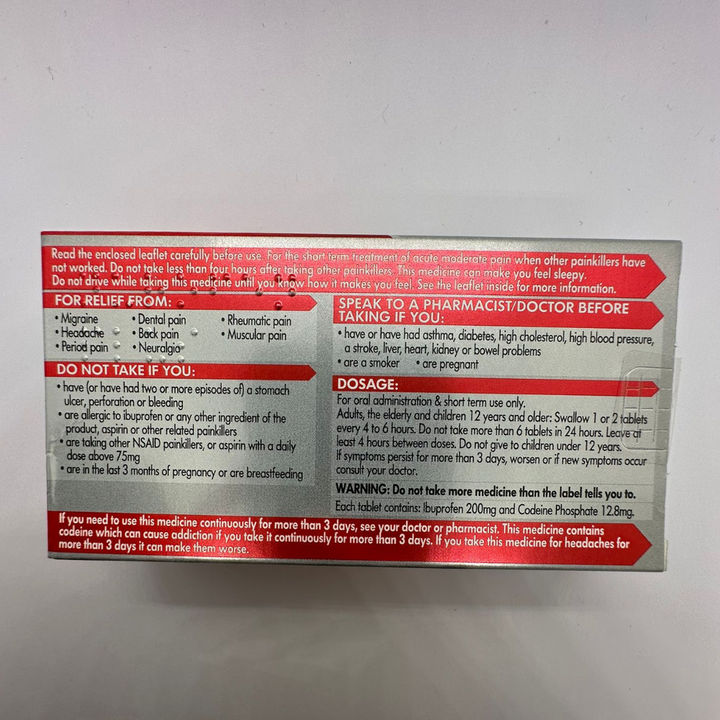 Read the enclosed leaflet carefully before use. For the short term treatment of acute moderate pain when other painkillers have
not worked. Do not take less than four hours after taking other painkillers. This medicine can make you feel sleepy.
Do not drive while taking this medicine until you know how it makes you feel. See the leaflet inside for more information.
FOR RELIEF FROM:
• Migraine • Dental pain • Rheumatic pain
• Headache • Back pain • Muscular pain
• Period pain • Neuralgia
DO NOT TAKE IF YOU:
• have (or have had two or more episodes of) a stomach
ulcer, perforation or bleeding
• are allergic to ibuprofen or any other ingredient of the
product, aspirin or other related painkillers
• are taking other NSAID painkillers, or aspirin with a daily
dose above 75mg
• are in the last 3 months of pregnancy or are breastfeeding
SPEAK TO A PHARMACIST/DOCTOR BEFORE
TAKING IF YOU:
• have or have had asthma, diabetes, high cholesterol, high blood pressure,
a stroke, liver, heart, kidney or bowel problems
• are a smoker • are pregnant
DOSAGE:
For oral administration & short term use only.
Adults, the elderly and children 12 years and older: Swallow 1 or 2 tablets
every 4 to 6 hours. Do not take more than 6 tablets in 24 hours. Leave at
least 4 hours between doses. Do not give to children under 12 years.
If symptoms persist for more than 3 days, worsen or if new symptoms occur
consult your doctor.
WARNING: Do not take more medicine than the label tells you to.
Each tablet contains: Ibuprofen 200mg and Codeine Phosphate 12.8mg.
If you need to use this medicine continuously for more than 3 days, see your doctor or pharmacist. This medicine contains
codeine which can cause addiction if you take it continuously for more than 3 days. If you take this medicine for headaches for
more than 3 days it can make them worse.